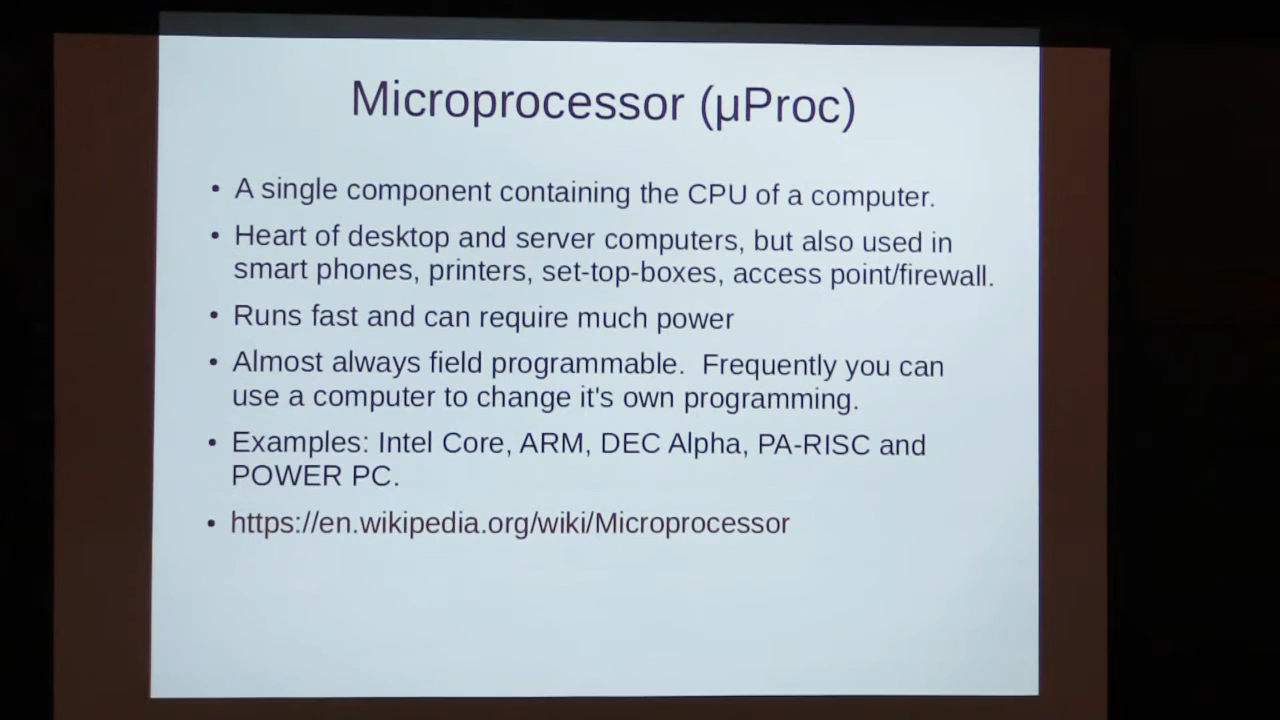 Microprocessor (µProc)
• A single component containing the CPU of a computer.
• Heart of desktop and server computers, but also used in
smart phones, printers, set-top-boxes, access point/firewall.
• Runs fast and can require much power
• Almost always field programmable.  Frequently you can
use a computer to change it's own programming.
• Examples: Intel Core, ARM, DEC Alpha, PA-RISC and
POWER PC.
• https://en.wikipedia.org/wiki/Microprocessor